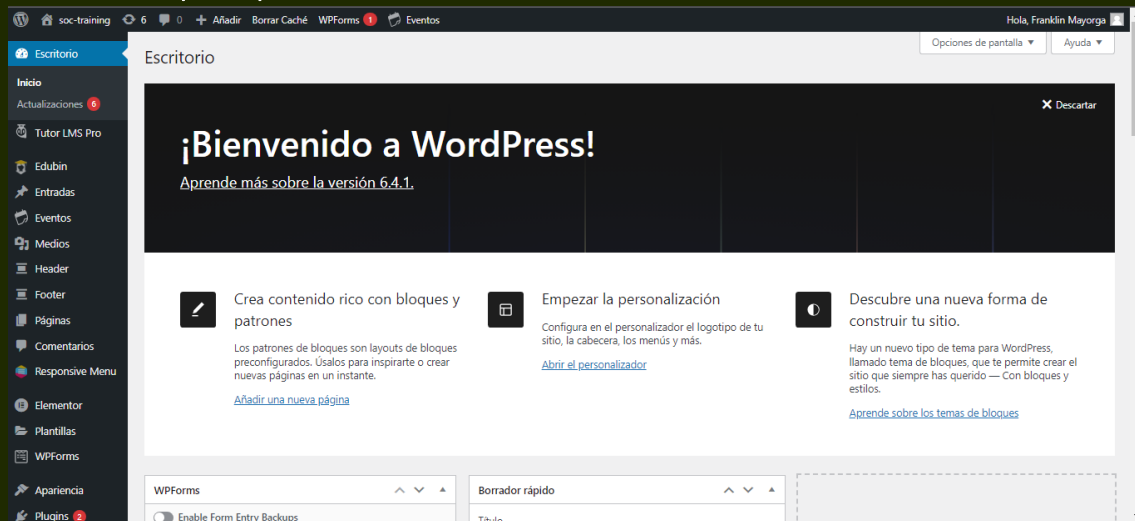 soc-training 6 0 Añadir Borrar Caché WPForms 1 Eventos Hola, Franklin Mayorga
Opciones de pantalla ▼ Ayuda ▼
Escritorio
Inicio
Actualizaciones 6
Tutor LMS Pro
Edubin
Entradas
Eventos
Medios
Header
Footer
Páginas
Comentarios
Responsive Menu
Elementor
Plantillas
WPForms
Apariencia
Plugins 2
Escritorio
Descartar
¡Bienvenido a WordPress!
Aprende más sobre la versión 6.4.1.
Crea contenido rico con bloques y
patrones
Los patrones de bloques son layouts de bloques
preconfigurados. Úsalos para inspirarte o crear
nuevas páginas en un instante.
Añadir una nueva página
Empezar la personalización
Configura en el personalizador el logotipo de tu
sitio, la cabecera, los menús y más.
Abrir el personalizador
Descubre una nueva forma de
construir tu sitio.
Hay un nuevo tipo de tema para WordPress,
llamado tema de bloques, que te permite crear el
sitio que siempre has querido — Con bloques y
estilos.
Aprende sobre los temas de bloques
WPForms
Enable Form Entry Backups
Borrador rápido
Título